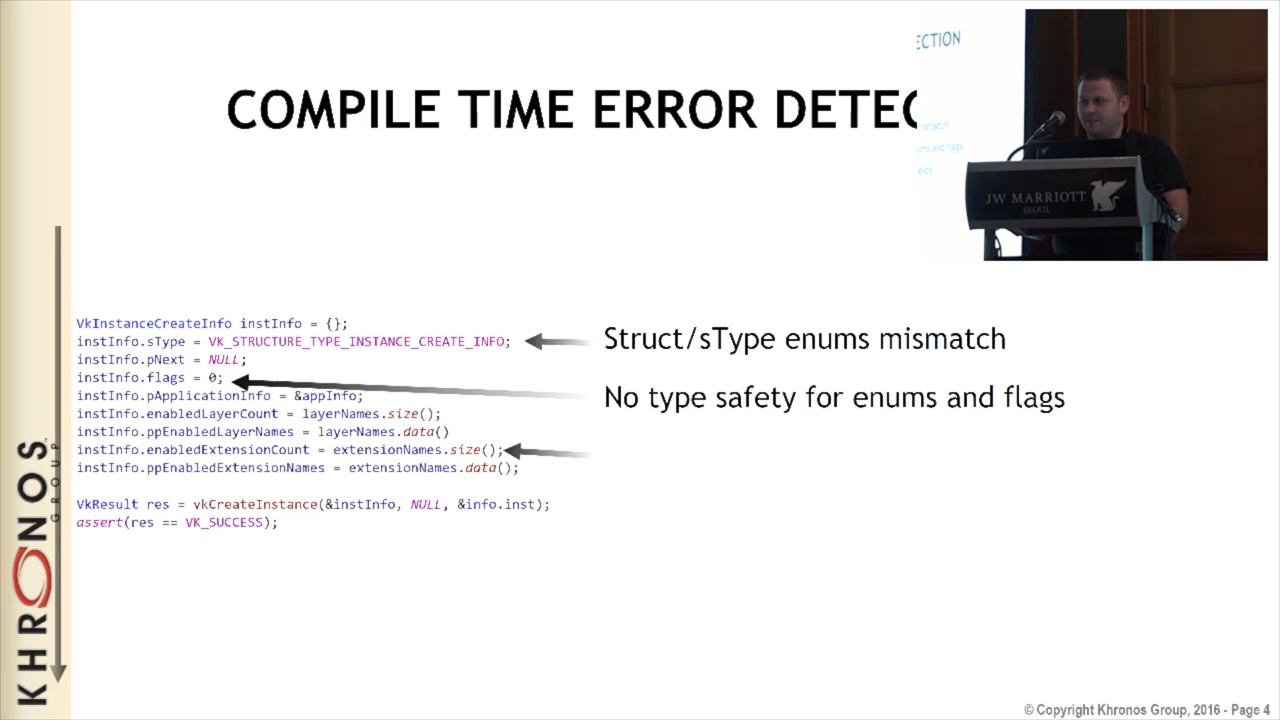 COMPILE TIME ERROR DETEC
ECTION
ums and flags
JW MARRIOTT
SEOUL
VkInstanceCreateInfo instInfo = {};
instInfo.sType = VK_STRUCTURE_TYPE_INSTANCE_CREATE_INFO;
instInfo.pNext = NULL;
instInfo.flags = 0;
instInfo.pApplicationInfo = &appInfo;
instInfo.enabledLayerCount = layerNames.size();
instInfo.ppEnabledLayerNames = layerNames.data()
instInfo.enabledExtensionCount = extensionNames.size();
instInfo.ppEnabledExtensionNames = extensionNames.data();
VkResult res = vkCreateInstance(&instInfo, NULL, &info.inst);
assert(res == VK_SUCCESS);
Struct/sType enums mismatch
No type safety for enums and flags
KHRONOS
GROUP
© Copyright Khronos Group, 2016 - Page 4